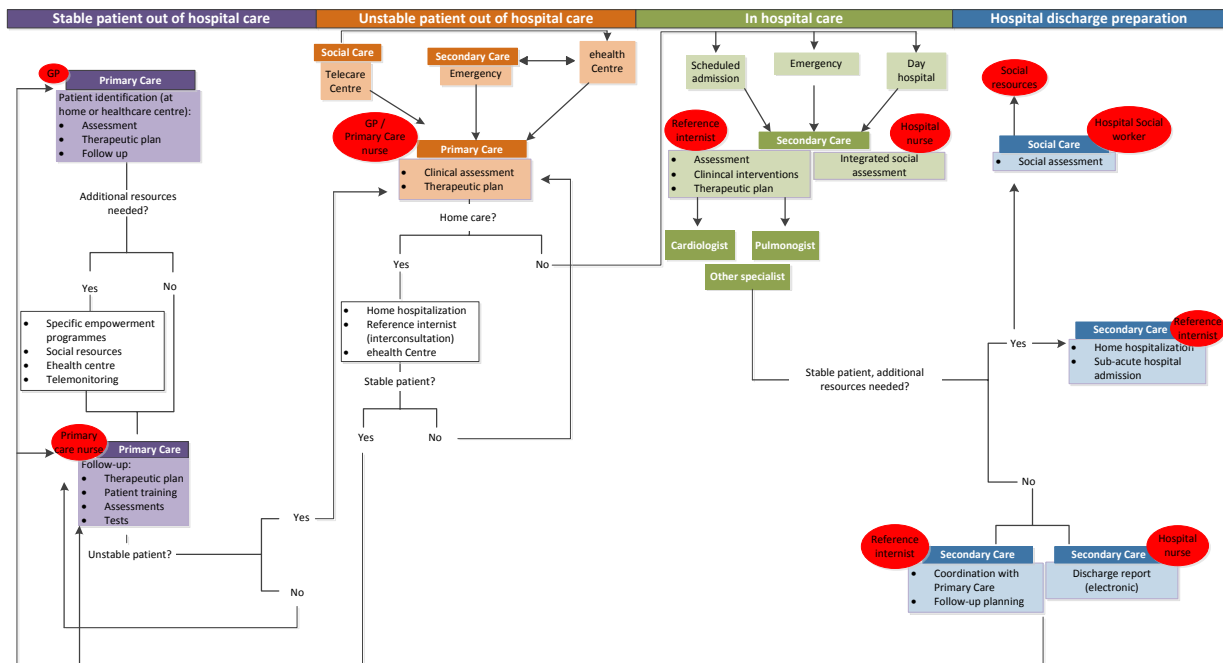 Stable patient out of hospital care
Unstable patient out of hospital care
In hospital care
Hospital discharge preparation
GP
Primary Care
Patient identification (at
home or healthcare centre):
• Assessment
• Therapeutic plan
• Follow up
Additional resources
needed?
Yes
No
• Specific empowerment
programmes
• Social resources
• Ehealth centre
• Telemonitoring
Primary
care nurse
Primary Care
Follow-up:
• Therapeutic plan
• Patient training
• Assessments
• Tests
Unstable patient?
Yes
No
Social Care
Telecare
Centre
Secondary Care
Emergency
ehealth
Centre
GP /
Primary Care
nurse
Primary Care
• Clinical assessment
• Therapeutic plan
Home care?
Yes
No
• Home hospitalization
• Reference internist
(interconsultation)
• ehealth Centre
Stable patient?
Yes
No
Scheduled
admission
Emergency
Day
hospital
Reference
internist
Hospital
nurse
Secondary Care
• Assessment
• Clinincal interventions
• Therapeutic plan
Integrated social
assessment
Cardiologist
Pulmonogist
Other specialist
Stable patient, additional
resources needed?
Social
resources
Hospital Social
worker
Social Care
• Social assessment
Yes
Secondary Care
Reference
internist
• Home hospitalization
• Sub-acute hospital
admission
No
Reference
internist
Secondary Care
• Coordination with
Primary Care
• Follow-up planning
Hospital
nurse
Secondary Care
Discharge report
(electronic)